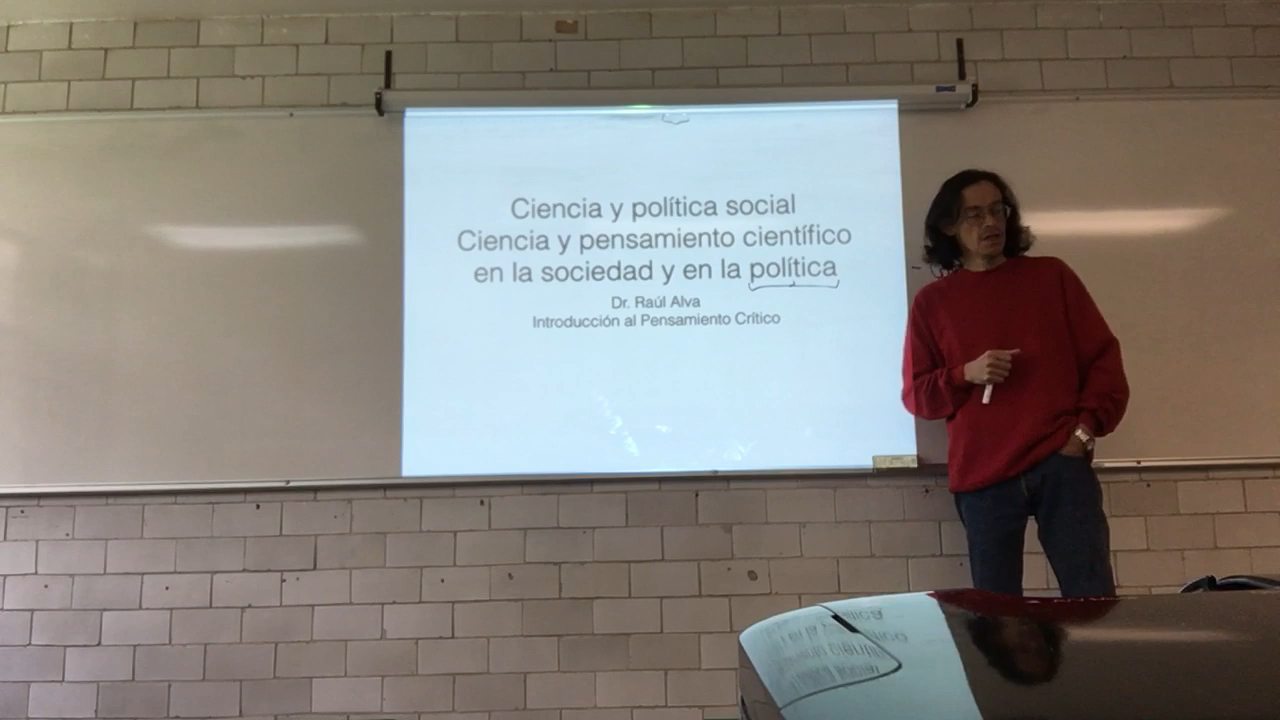 Ciencia y política social
Ciencia y pensamiento científico
en la sociedad y en la política
Dr. Raúl Alva
Introducción al Pensamiento Crítico